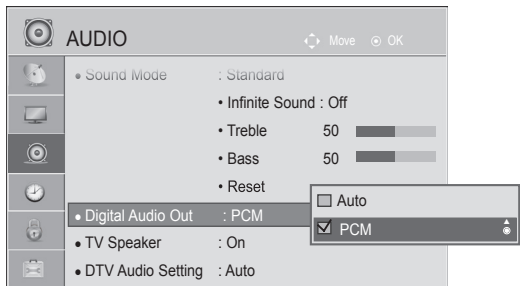 AUDIO
Move OK
• Sound Mode : Standard
• Infinite Sound : Off
• Treble 50
• Bass 50
• Reset
• Digital Audio Out : PCM
• TV Speaker : On
• DTV Audio Setting : Auto
Auto
PCM